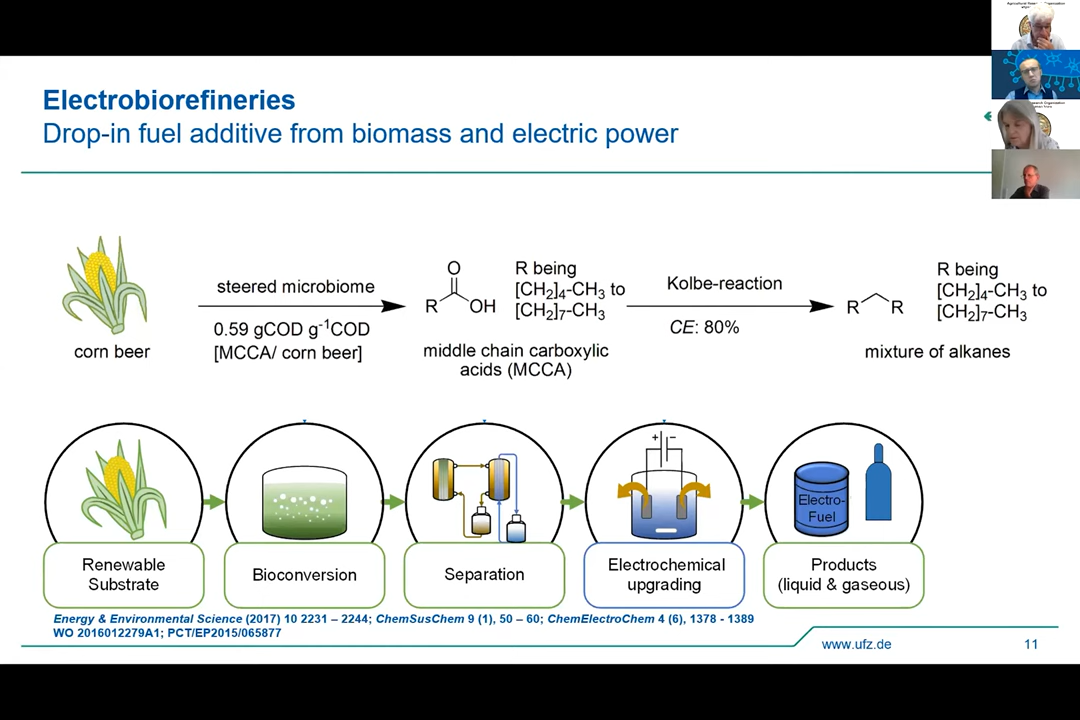 Electrobiorefineries
Drop-in fuel additive from biomass and electric power
corn beer
steered microbiome
0.59 gCOD g⁻¹COD
[MCCA/ corn beer]
O
R
OH
R being
[CH₂]₄-CH₃ to
[CH₂]₇-CH₃
middle chain carboxylic
acids (MCCA)
Kolbe-reaction
CE: 80%
R R
R being
[CH₂]₄-CH₃ to
[CH₂]₇-CH₃
mixture of alkanes
+ −
Electro-
Fuel
Renewable
Substrate
Bioconversion
Separation
Electrochemical
upgrading
Products
(liquid & gaseous)
Energy & Environmental Science (2017) 10 2231 – 2244; ChemSusChem 9 (1), 50 – 60; ChemElectroChem 4 (6), 1378 - 1389
WO 2016012279A1; PCT/EP2015/065877
www.ufz.de
11